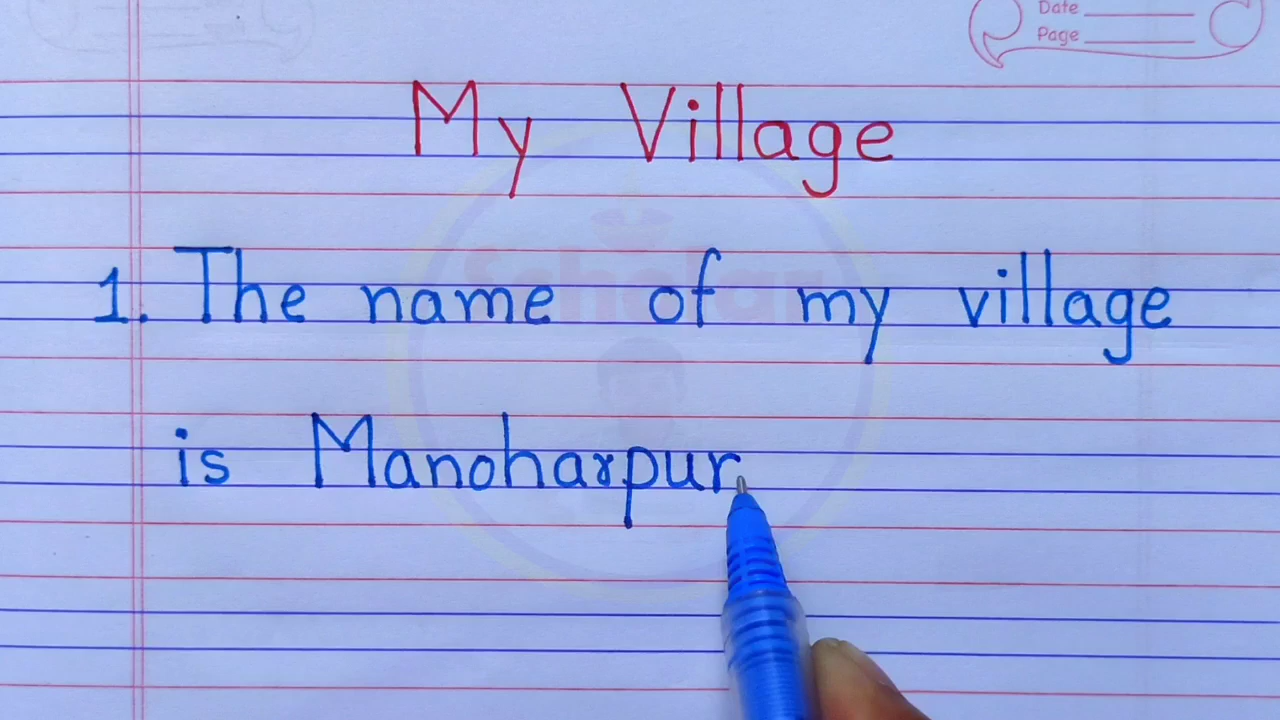 Date
Page
My Village
1. The name of my village
is Manoharpur